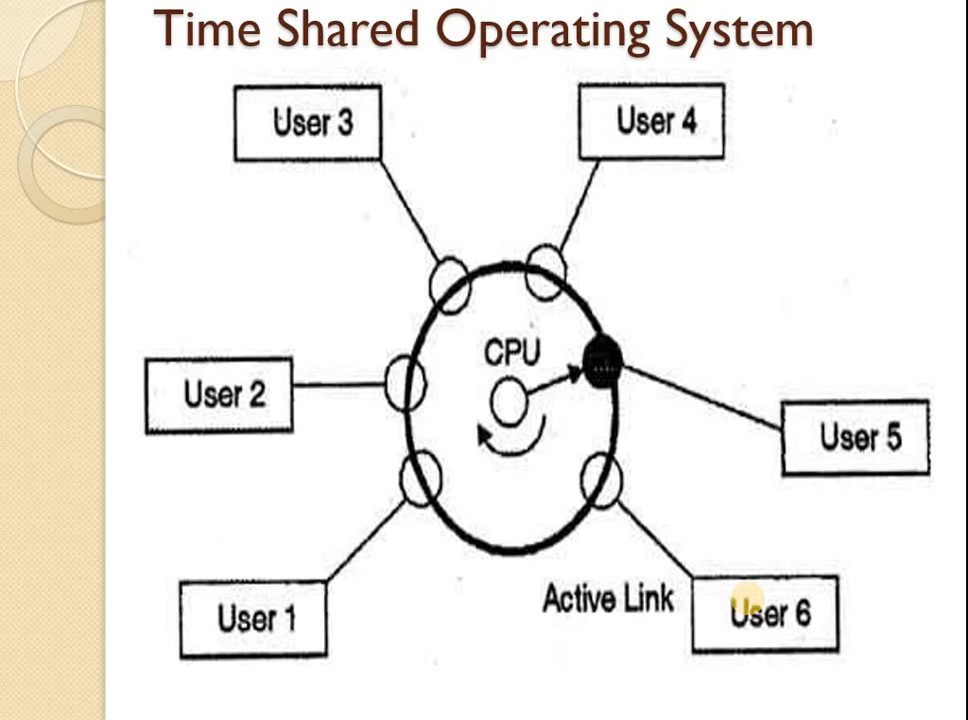 Time Shared Operating System
User 3
User 4
CPU
User 2
User 5
Active Link
User 1
User 6